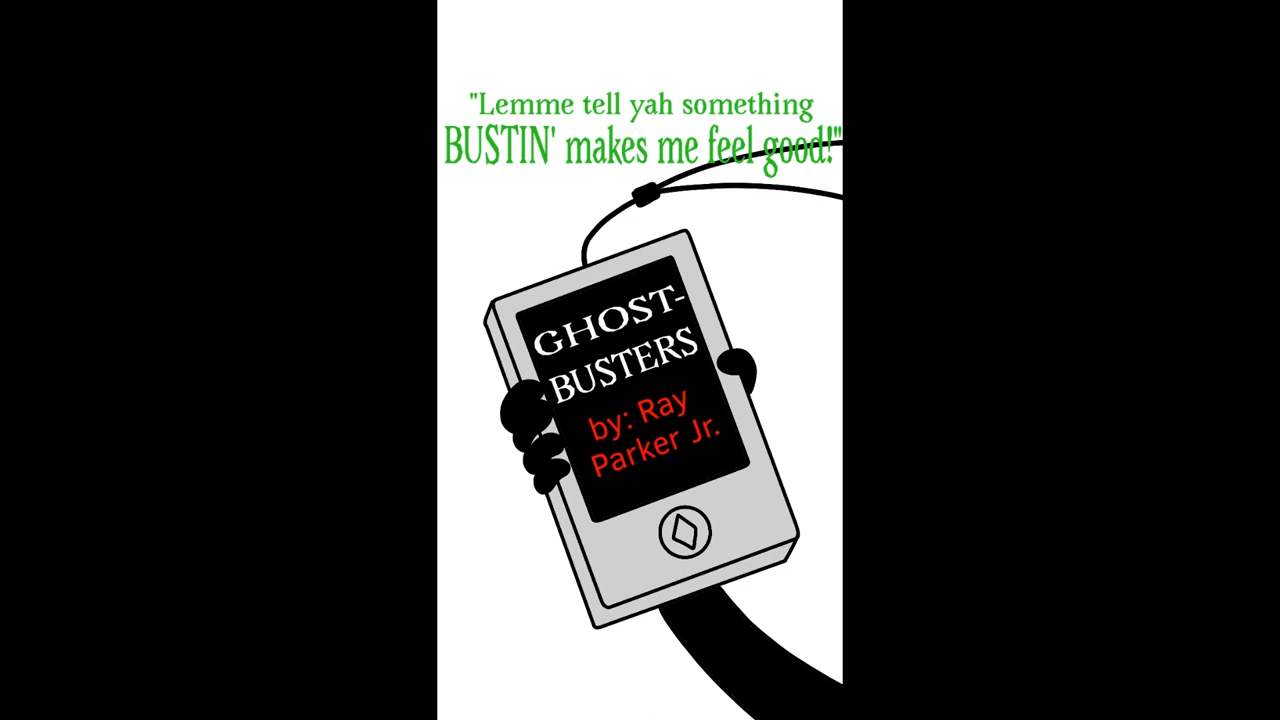 "Lemme tell yah something
BUSTIN' makes me feel good!"
GHOST-
BUSTERS
by: Ray
Parker Jr.